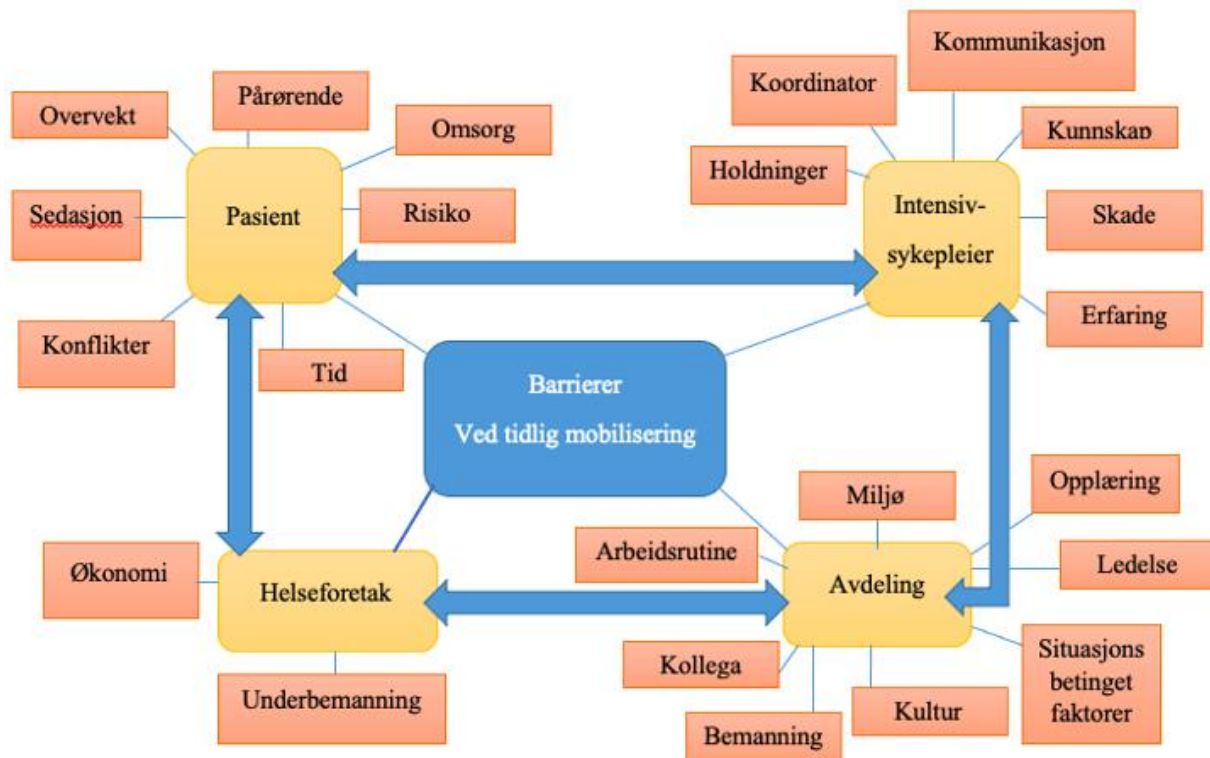 Kommunikasjon
Pårørende
Koordinator
Overvekt
Omsorg
Kunnskap
Holdninger
Sedasjon
Pasient
Risiko
Intensiv-
sykepleier
Skade
Konflikter
Tid
Erfaring
Barrierer
Ved tidlig mobilisering
Miljø
Opplæring
Økonomi
Helseforetak
Arbeidsrutine
Avdeling
Ledelse
Kollega
Situasjons
betinget
faktorer
Underbemanning
Bemanning
Kultur